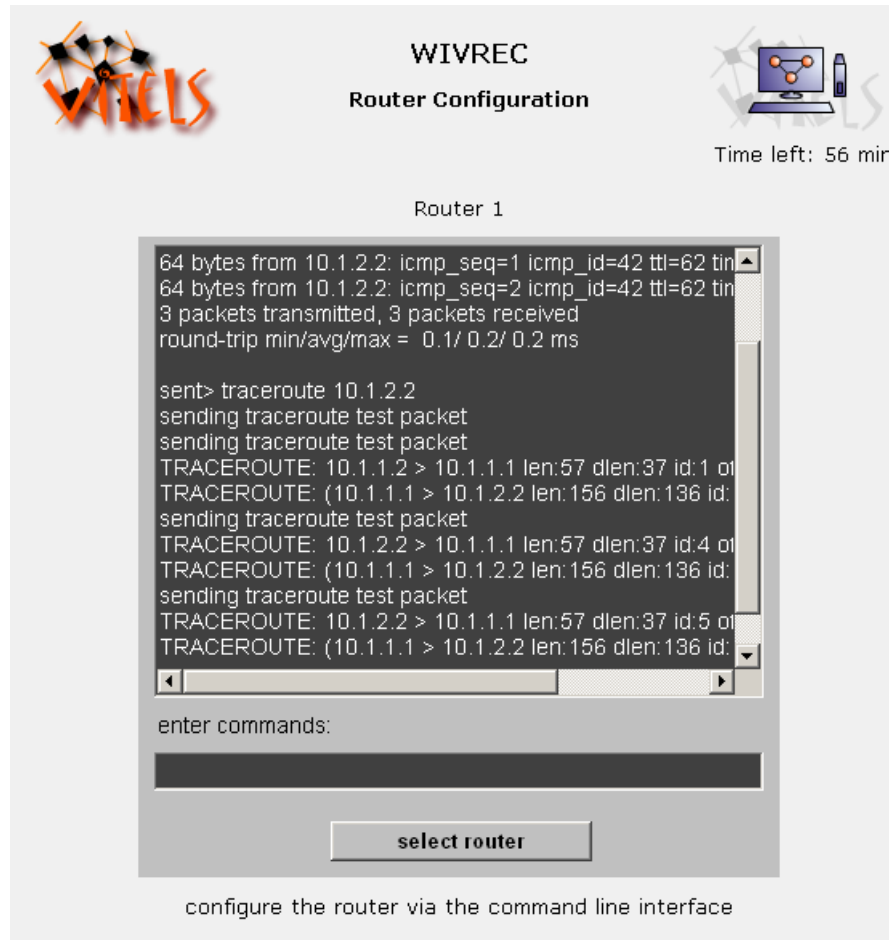 VITELS
WIVREC
Router Configuration
Time left: 56 min
Router 1
64 bytes from 10.1.2.2: icmp_seq=1 icmp_id=42 ttl=62 tin
64 bytes from 10.1.2.2: icmp_seq=2 icmp_id=42 ttl=62 tin
3 packets transmitted, 3 packets received
round-trip min/avg/max =  0.1/ 0.2/ 0.2 ms
sent> traceroute 10.1.2.2
sending traceroute test packet
sending traceroute test packet
TRACEROUTE: 10.1.1.2 > 10.1.1.1 len:57 dlen:37 id:1 of
TRACEROUTE: (10.1.1.1 > 10.1.2.2 len:156 dlen:136 id:
sending traceroute test packet
TRACEROUTE: 10.1.2.2 > 10.1.1.1 len:57 dlen:37 id:4 of
TRACEROUTE: (10.1.1.1 > 10.1.2.2 len:156 dlen:136 id:
sending traceroute test packet
TRACEROUTE: 10.1.2.2 > 10.1.1.1 len:57 dlen:37 id:5 of
TRACEROUTE: (10.1.1.1 > 10.1.2.2 len:156 dlen:136 id:
enter commands:
select router
configure the router via the command line interface